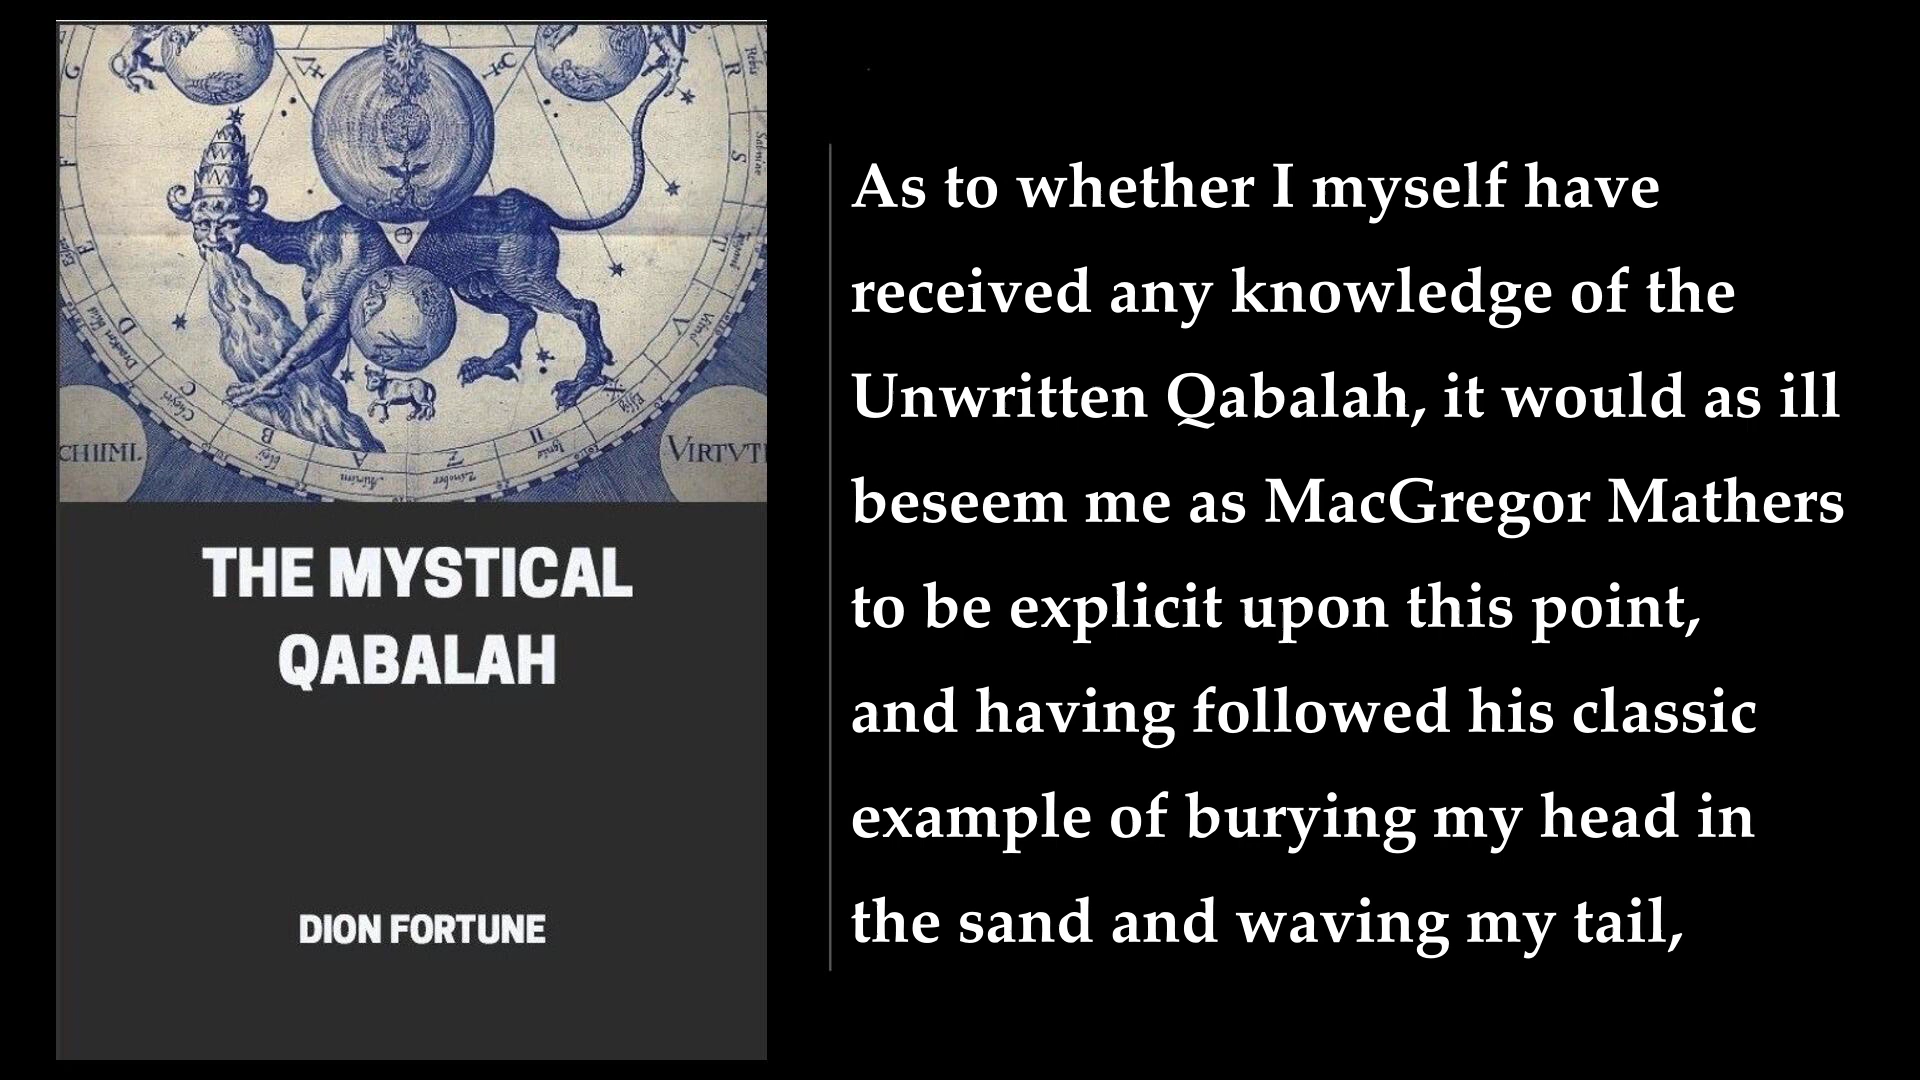 CHIIMI.
VIRTVTI
THE MYSTICAL
QABALAH
DION FORTUNE
As to whether I myself have
received any knowledge of the
Unwritten Qabalah, it would as ill
beseem me as MacGregor Mathers
to be explicit upon this point,
and having followed his classic
example of burying my head in
the sand and waving my tail,